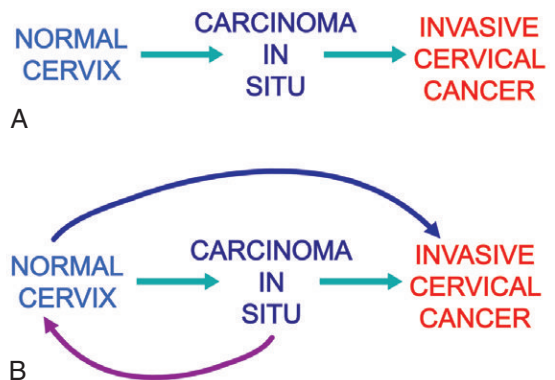 NORMAL
CERVIX
CARCINOMA
IN
SITU
INVASIVE
CERVICAL
CANCER
A
NORMAL
CERVIX
CARCINOMA
IN
SITU
INVASIVE
CERVICAL
CANCER
B